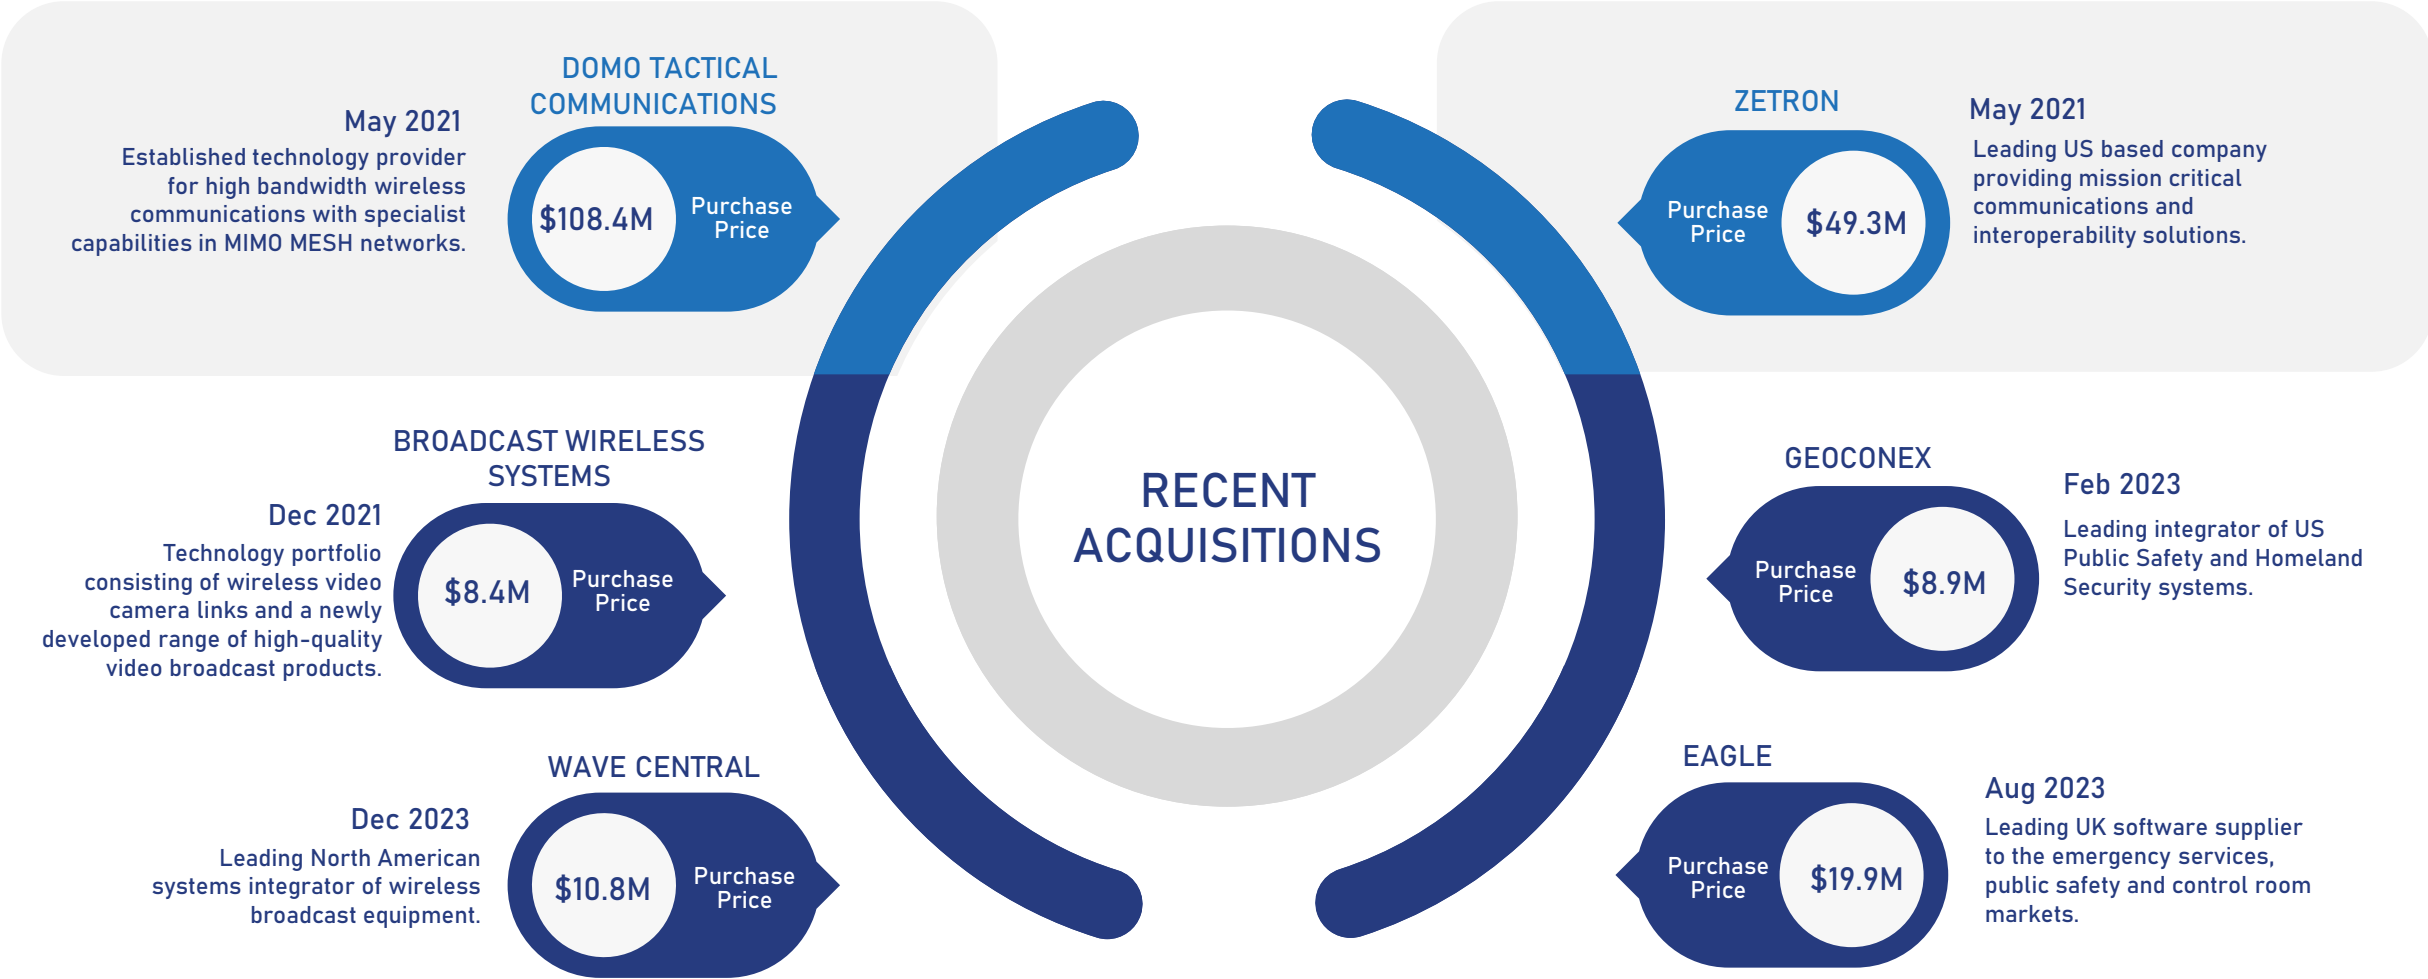 DOMO TACTICAL
COMMUNICATIONS
May 2021
Established technology provider
for high bandwidth wireless
communications with specialist
capabilities in MIMO MESH networks.
$108.4M
Purchase
Price
ZETRON
May 2021
Leading US based company
providing mission critical
communications and
interoperability solutions.
Purchase
Price
$49.3M
BROADCAST WIRELESS
SYSTEMS
Dec 2021
Technology portfolio
consisting of wireless video
camera links and a newly
developed range of high-quality
video broadcast products.
$8.4M
Purchase
Price
RECENT
ACQUISITIONS
GEOCONEX
Feb 2023
Leading integrator of US
Public Safety and Homeland
Security systems.
Purchase
Price
$8.9M
WAVE CENTRAL
Dec 2023
Leading North American
systems integrator of wireless
broadcast equipment.
$10.8M
Purchase
Price
EAGLE
Aug 2023
Leading UK software supplier
to the emergency services,
public safety and control room
markets.
Purchase
Price
$19.9M